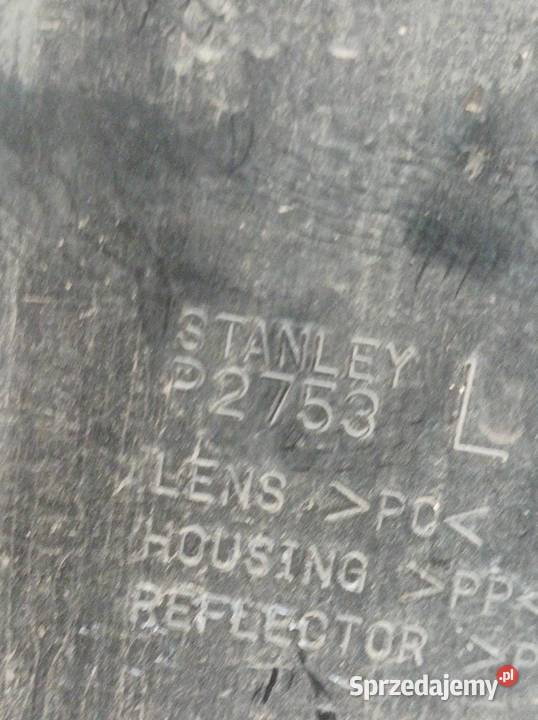 STANLEY
P2753 L
LENS >PC<
HOUSING >PP<
REFLECTOR >P
Sprzedajemy.pl